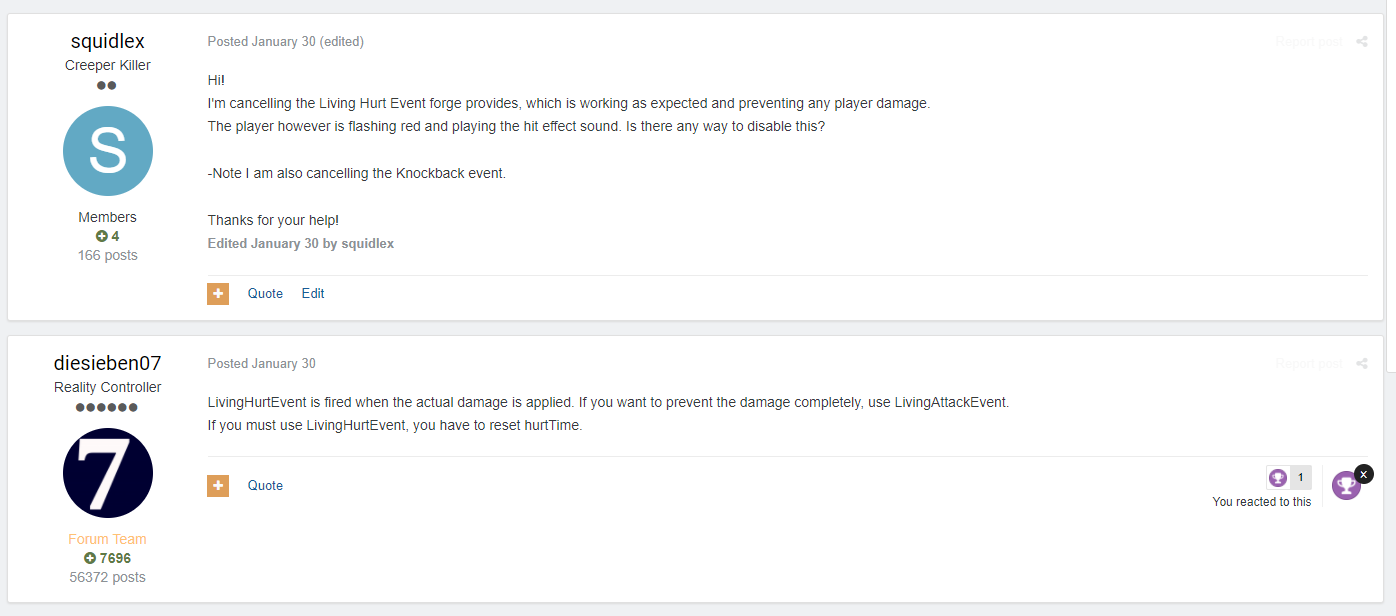 squidlex
Creeper Killer
S
Members
4
166 posts
Posted January 30 (edited)
Report post
Hi!
I'm cancelling the Living Hurt Event forge provides, which is working as expected and preventing any player damage.
The player however is flashing red and playing the hit effect sound. Is there any way to disable this?
-Note I am also cancelling the Knockback event.
Thanks for your help!
Edited January 30 by squidlex
+ Quote Edit
diesieben07
Reality Controller
7
Forum Team
7696
56372 posts
Posted January 30
Report post
LivingHurtEvent is fired when the actual damage is applied. If you want to prevent the damage completely, use LivingAttackEvent.
If you must use LivingHurtEvent, you have to reset hurtTime.
+ Quote
1
x
You reacted to this